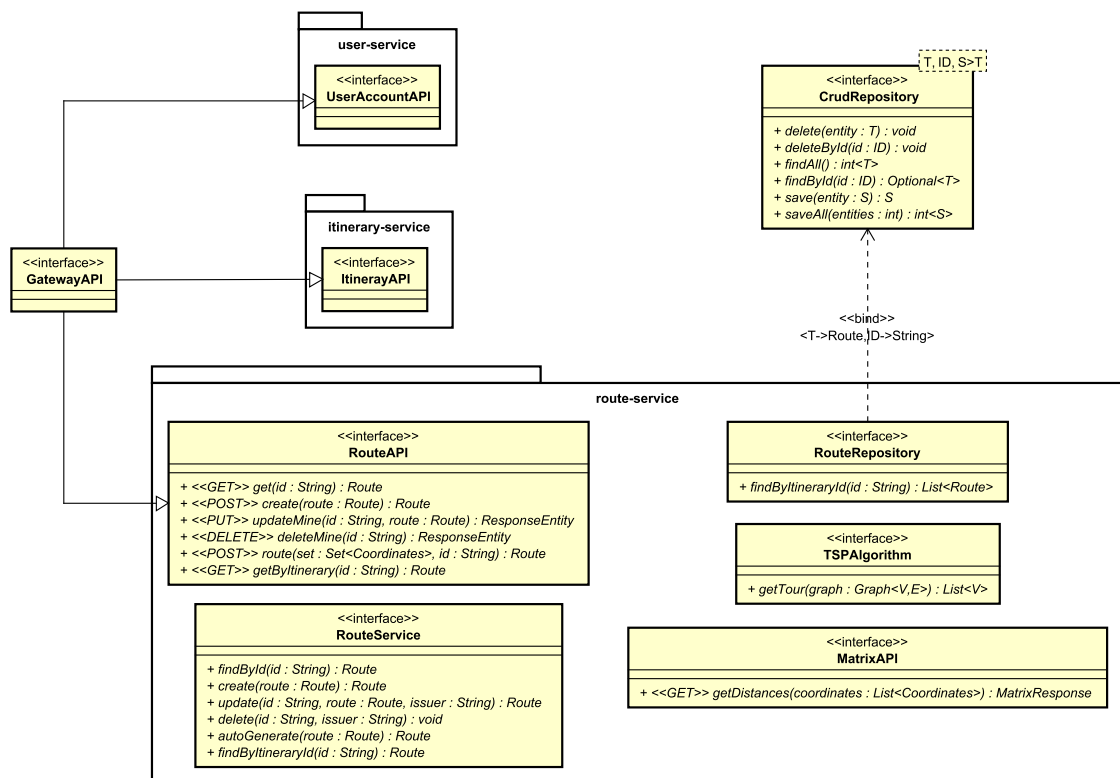 user-service
<<interface>>
UserAccountAPI
T, ID, S>T
<<interface>>
CrudRepository
+ delete(entity : T) : void
+ deleteById(id : ID) : void
+ findAll() : int<T>
+ findById(id : ID) : Optional<T>
+ save(entity : S) : S
+ saveAll(entities : int) : int<S>
itinerary-service
<<interface>>
ItinerayAPI
<<interface>>
GatewayAPI
<<bind>>
<T->Route,ID->String>
route-service
<<interface>>
RouteAPI
+ <<GET>> get(id : String) : Route
+ <<POST>> create(route : Route) : Route
+ <<PUT>> updateMine(id : String, route : Route) : ResponseEntity
+ <<DELETE>> deleteMine(id : String) : ResponseEntity
+ <<POST>> route(set : Set<Coordinates>, id : String) : Route
+ <<GET>> getByItinerary(id : String) : Route
<<interface>>
RouteRepository
+ findByItineraryId(id : String) : List<Route>
<<interface>>
TSPAlgorithm
+ getTour(graph : Graph<V,E>) : List<V>
<<interface>>
RouteService
+ findById(id : String) : Route
+ create(route : Route) : Route
+ update(id : String, route : Route, issuer : String) : Route
+ delete(id : String, issuer : String) : void
+ autoGenerate(route : Route) : Route
+ findByItineraryId(id : String) : Route
<<interface>>
MatrixAPI
+ <<GET>> getDistances(coordinates : List<Coordinates>) : MatrixResponse